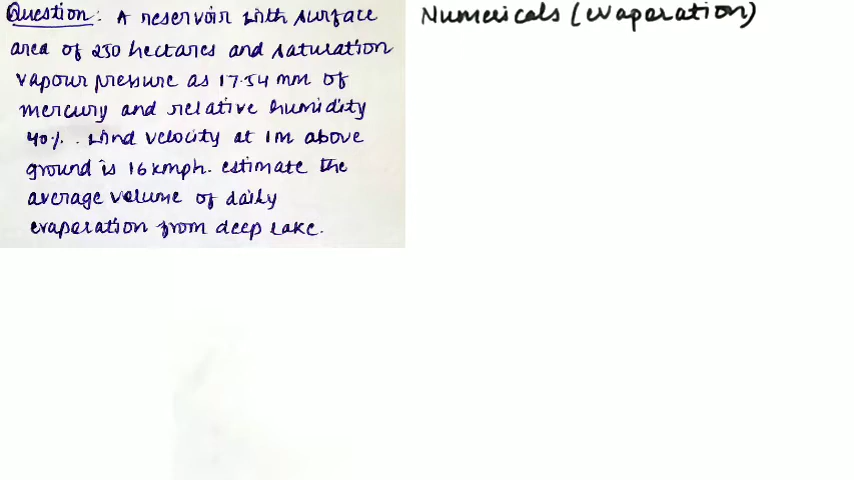 Question: A reservoir with surface
area of 250 hectares and saturation
vapour pressure as 17.54 mm of
mercury and relative humidity
40%. wind velocity at 1m above
ground is 16 kmph. estimate the
average volume of daily
evaporation from deep lake.
Numericals (evaporation)